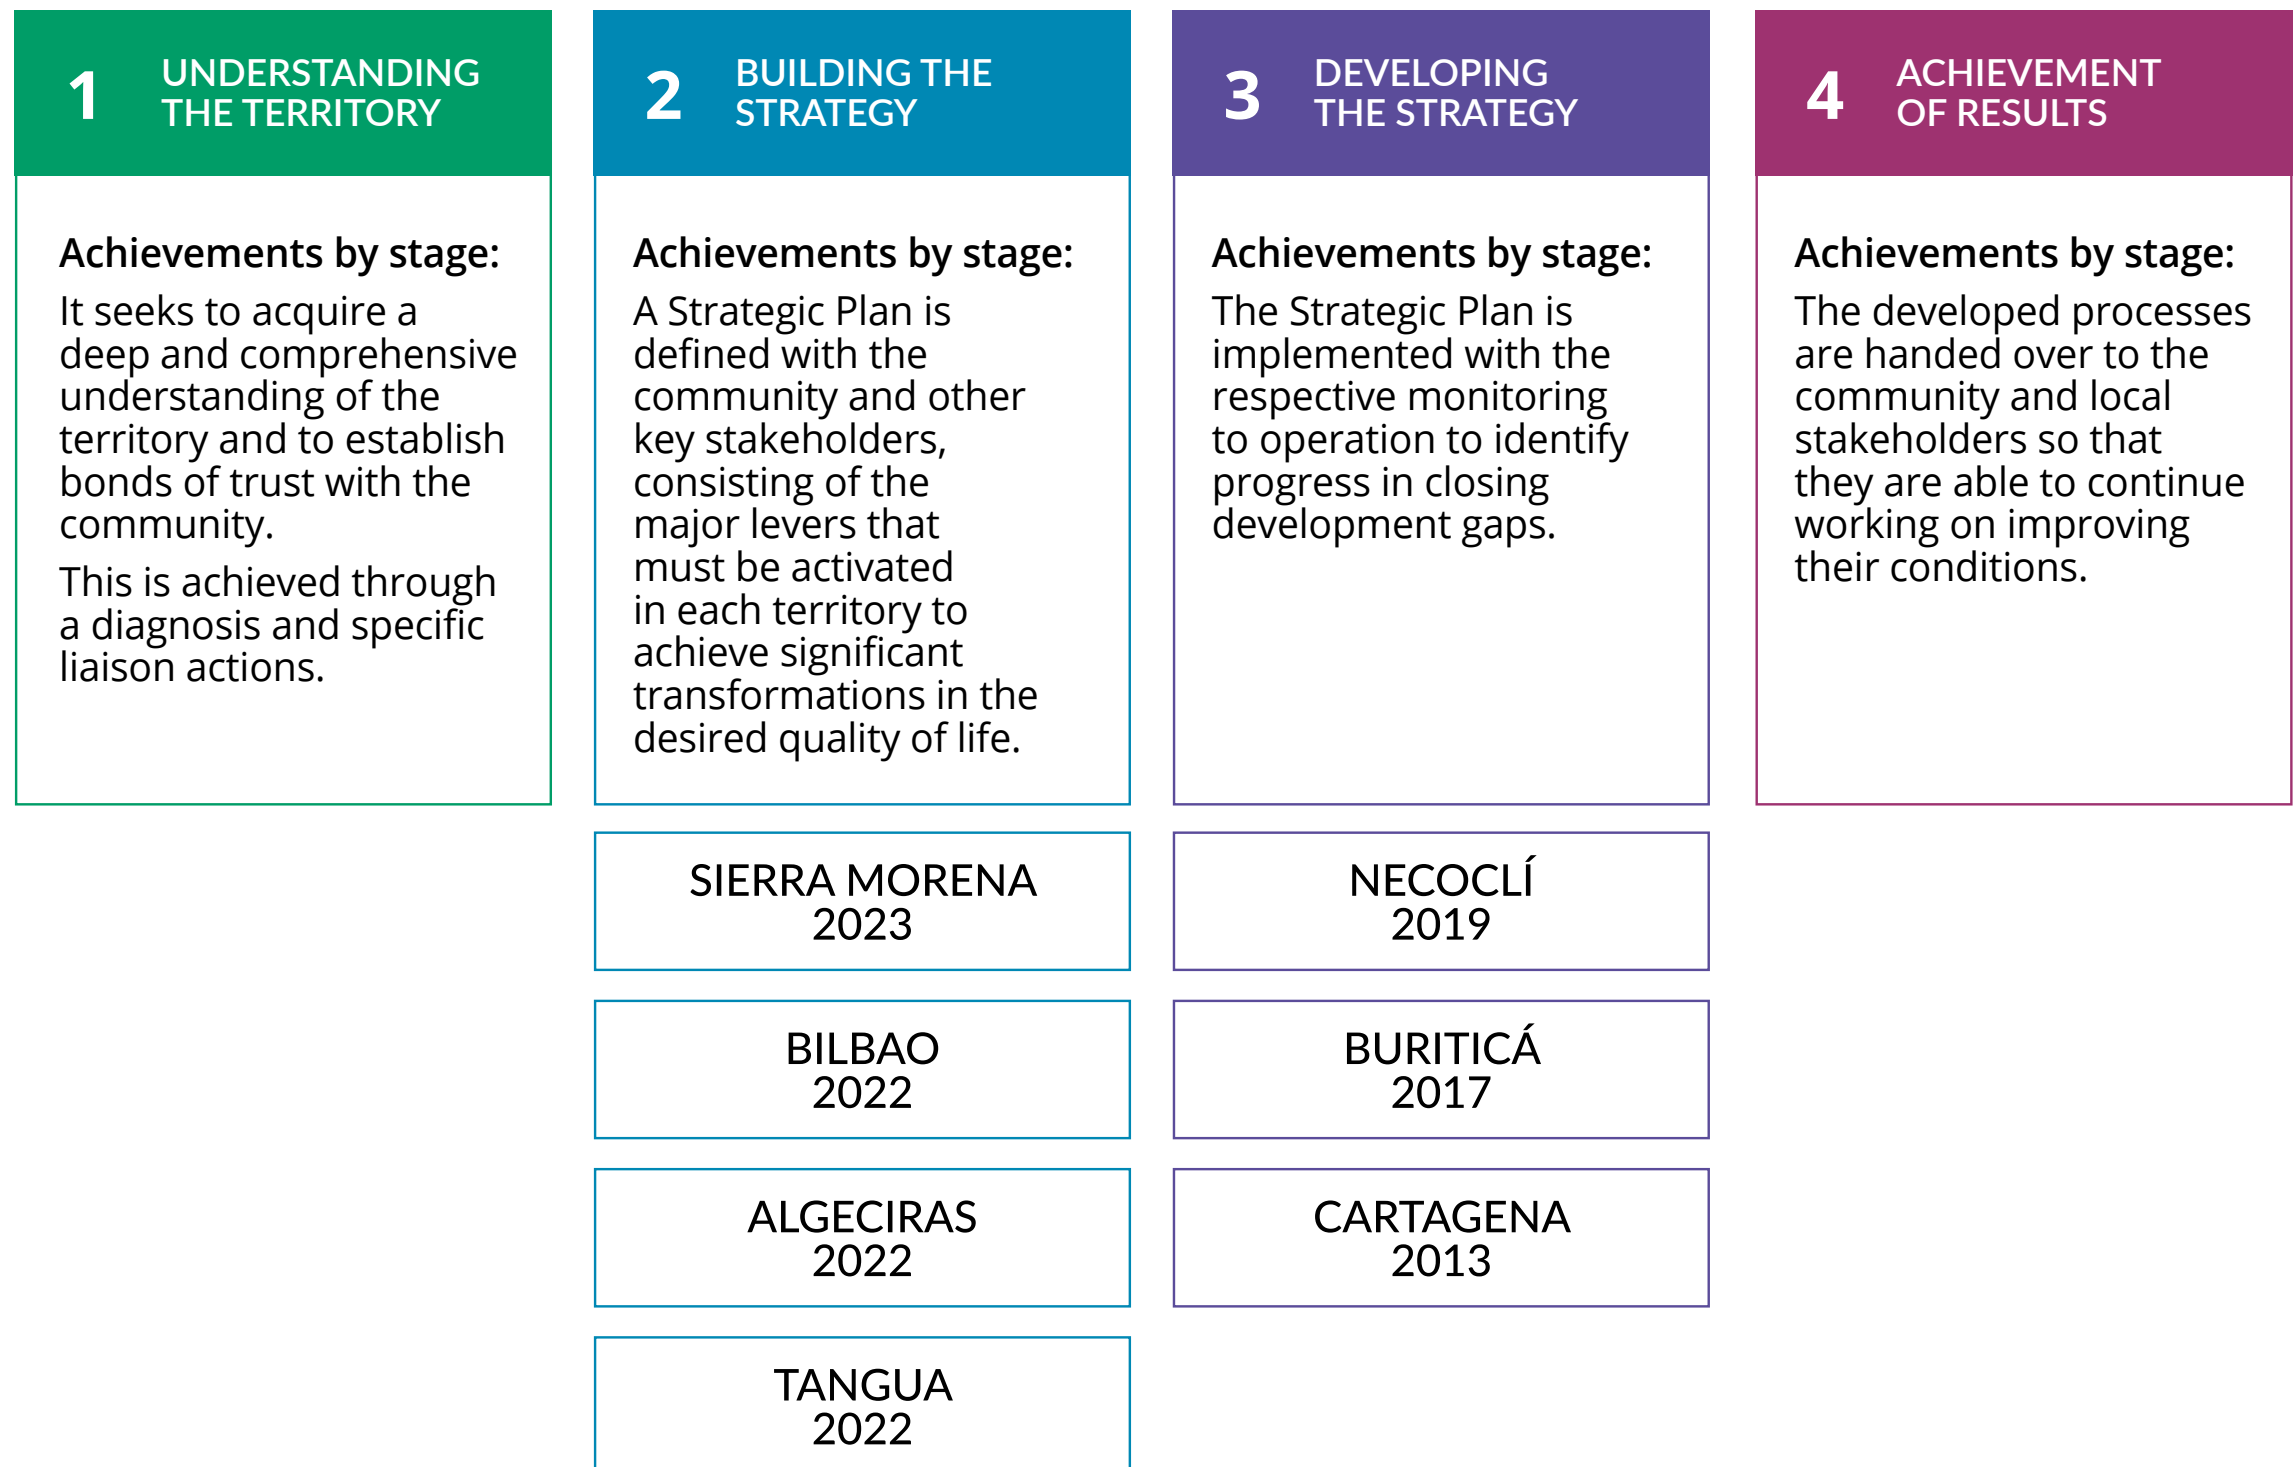 1
UNDERSTANDING
THE TERRITORY
Achievements by stage:
It seeks to acquire a
deep and comprehensive
understanding of the
territory and to establish
bonds of trust with the
community.
This is achieved through
a diagnosis and specific
liaison actions.
2
BUILDING THE
STRATEGY
Achievements by stage:
A Strategic Plan is
defined with the
community and other
key stakeholders,
consisting of the
major levers that
must be activated
in each territory to
achieve significant
transformations in the
desired quality of life.
SIERRA MORENA
2023
BILBAO
2022
ALGECIRAS
2022
TANGUA
2022
3
DEVELOPING
THE STRATEGY
Achievements by stage:
The Strategic Plan is
implemented with the
respective monitoring
to operation to identify
progress in closing
development gaps.
NECOCLÍ
2019
BURITICÁ
2017
CARTAGENA
2013
4
ACHIEVEMENT
OF RESULTS
Achievements by stage:
The developed processes
are handed over to the
community and local
stakeholders so that
they are able to continue
working on improving
their conditions.